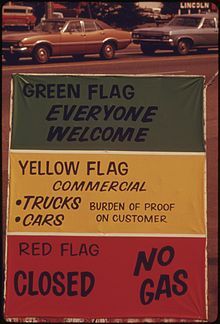 LINCOLN
GREEN FLAG
EVERYONE
WELCOME
YELLOW FLAG
COMMERCIAL
•TRUCKS
•CARS
BURDEN OF PROOF
ON CUSTOMER
RED FLAG
CLOSED
NO
GAS